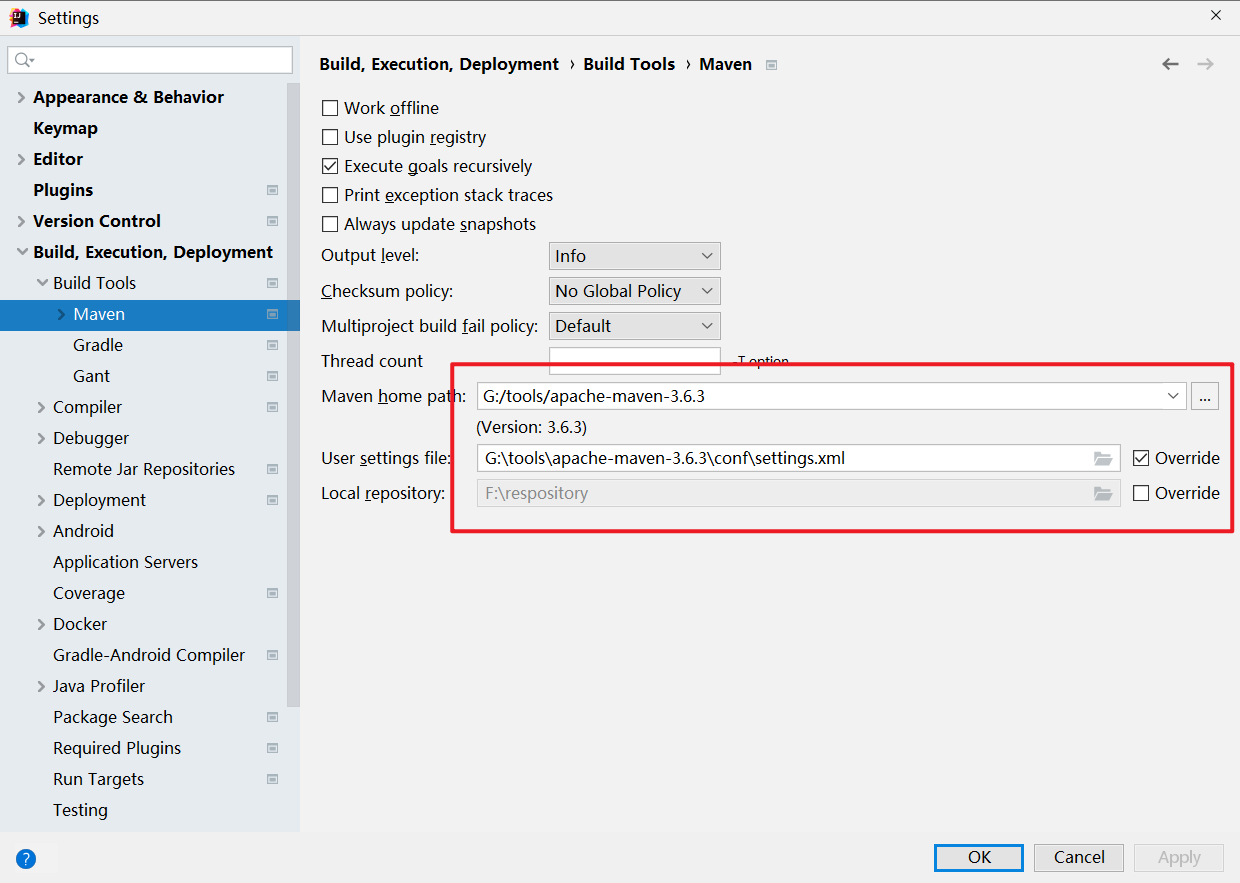 Settings
Appearance & Behavior
Keymap
Editor
Plugins
Version Control
Build, Execution, Deployment
Build Tools
Maven
Gradle
Gant
Compiler
Debugger
Remote Jar Repositories
Deployment
Android
Application Servers
Coverage
Docker
Gradle-Android Compiler
Java Profiler
Package Search
Required Plugins
Run Targets
Testing
Build, Execution, Deployment › Build Tools › Maven
Work offline
Use plugin registry
Execute goals recursively
Print exception stack traces
Always update snapshots
Output level: Info
Checksum policy: No Global Policy
Multiproject build fail policy: Default
Thread count -T option
Maven home path: G:/tools/apache-maven-3.6.3 ...
(Version: 3.6.3)
User settings file: G:\tools\apache-maven-3.6.3\conf\settings.xml Override
Local repository: F:\respository Override
? OK Cancel Apply